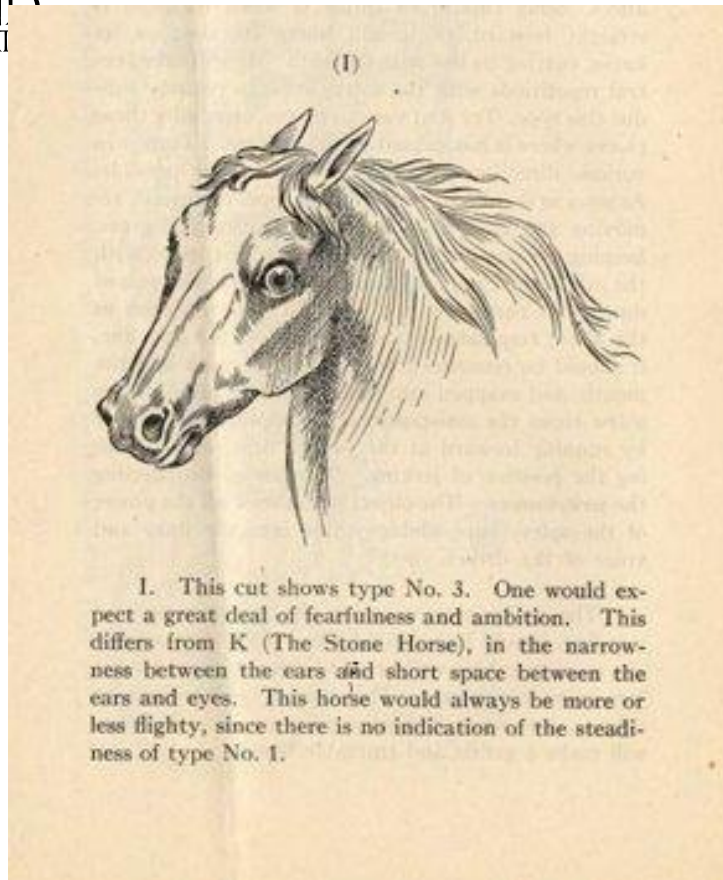 (I)
I. This cut shows type No. 3. One would ex-
pect a great deal of fearfulness and ambition. This
differs from K (The Stone Horse), in the narrow-
ness between the ears and short space between the
ears and eyes. This horse would always be more or
less flighty, since there is no indication of the steadi-
ness of type No. 1.